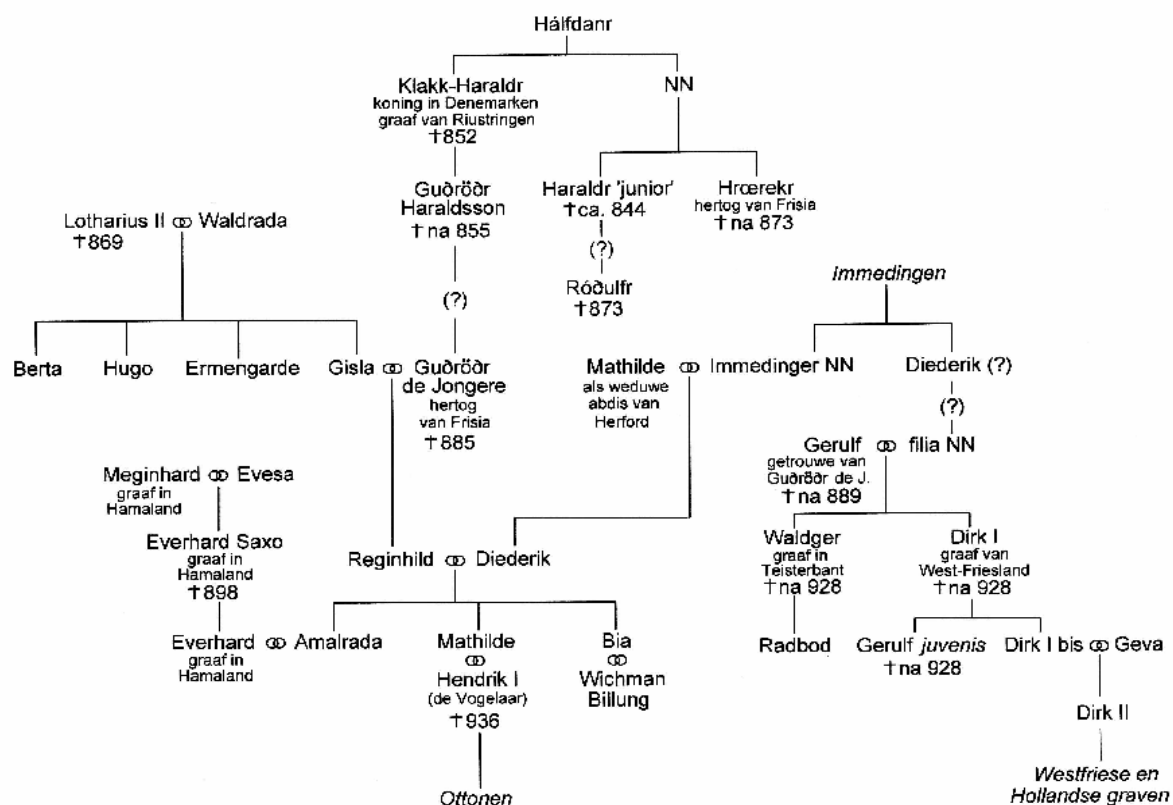 Hálfdanr
Klakk-Haraldr
koning in Denemarken
graaf van Riustringen
†852
NN
Guðröðr
Haraldsson
† na 855
Haraldr 'junior'
† ca. 844
Hrœrekr
hertog van Frisia
† na 873
Lotharius II ⚭ Waldrada
†869
(?)
Róðulfr
†873
(?)
Immedingen
Berta
Hugo
Ermengarde
Gisla ⚭ Guðröðr
de Jongere
hertog
van Frisia
†885
Mathilde ⚭ Immedinger NN
als weduwe
abdis van
Herford
Diederik (?)
(?)
Gerulf ⚭ filia NN
getrouwe van
Guðröðr de J.
† na 889
Meginhard ⚭ Evesa
graaf in
Hamaland
Everhard Saxo
graaf in
Hamaland
†898
Reginhild ⚭ Diederik
Waldger
graaf in
Teisterbant
† na 928
Dirk I
graaf van
West-Friesland
† na 928
Everhard ⚭ Amalrada
graaf in
Hamaland
Mathilde
⚭
Hendrik I
(de Vogelaar)
†936
Bia
⚭
Wichman
Billung
Radbod
Gerulf juvenis
† na 928
Dirk I bis ⚭ Geva
Dirk II
Ottonen
Westfriese en
Hollandse graven